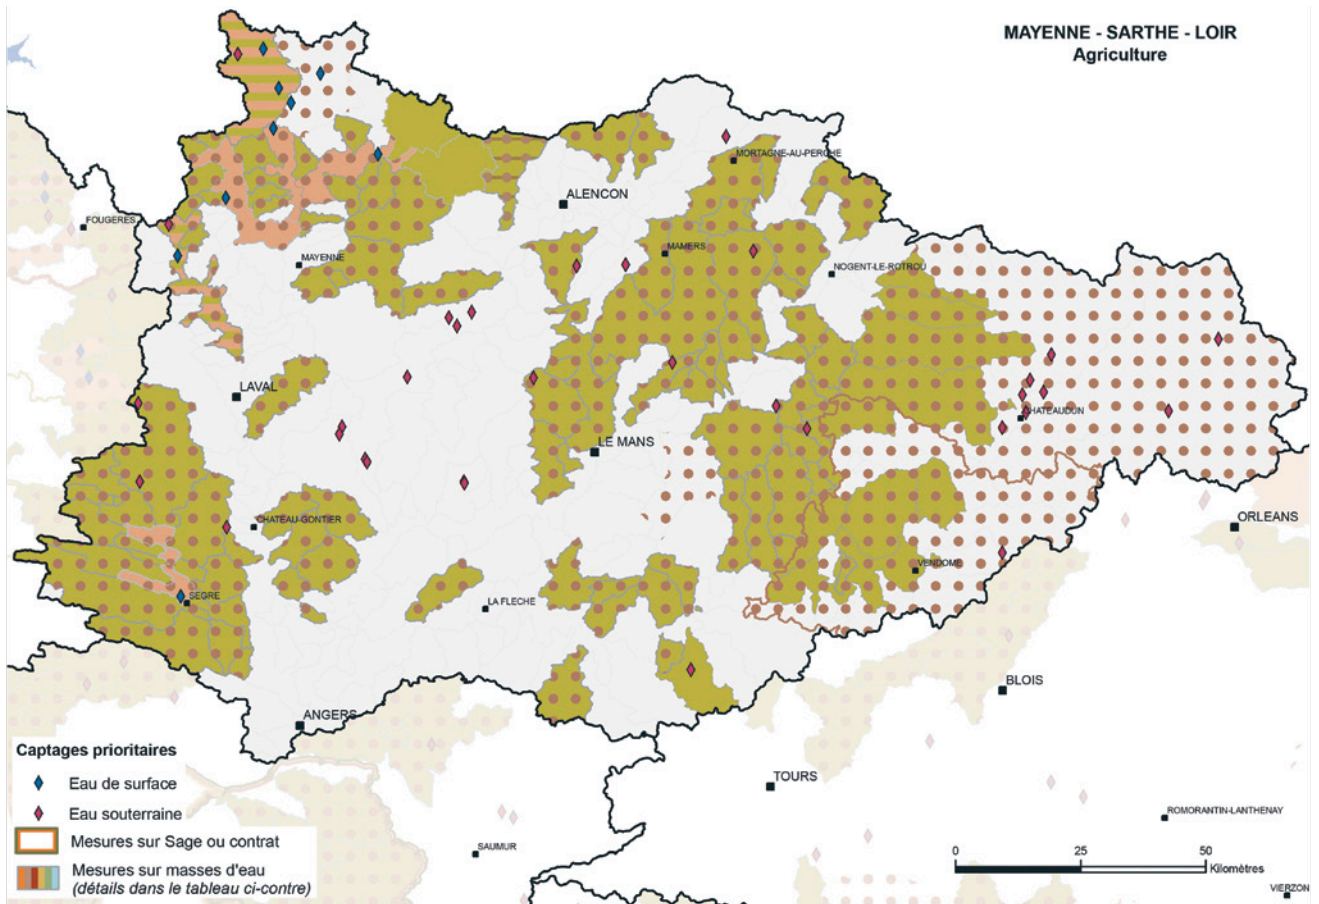 MAYENNE - SARTHE - LOIR
Agriculture
MORTAGNE-AU-PERCHE
ALENCON
FOUGERES
MAMERS
MAYENNE
NOGENT-LE-ROTROU
LAVAL
CHATEAUDUN
LE MANS
ORLEANS
CHATEAU-GONTIER
VENDOME
SEGRE
LA FLECHE
BLOIS
ANGERS
Captages prioritaires
Eau de surface
Eau souterraine
Mesures sur Sage ou contrat
Mesures sur masses d'eau
(détails dans le tableau ci-contre)
TOURS
ROMORANTIN-LANTHENAY
SAUMUR
0 25 50
Kilomètres
VIERZON